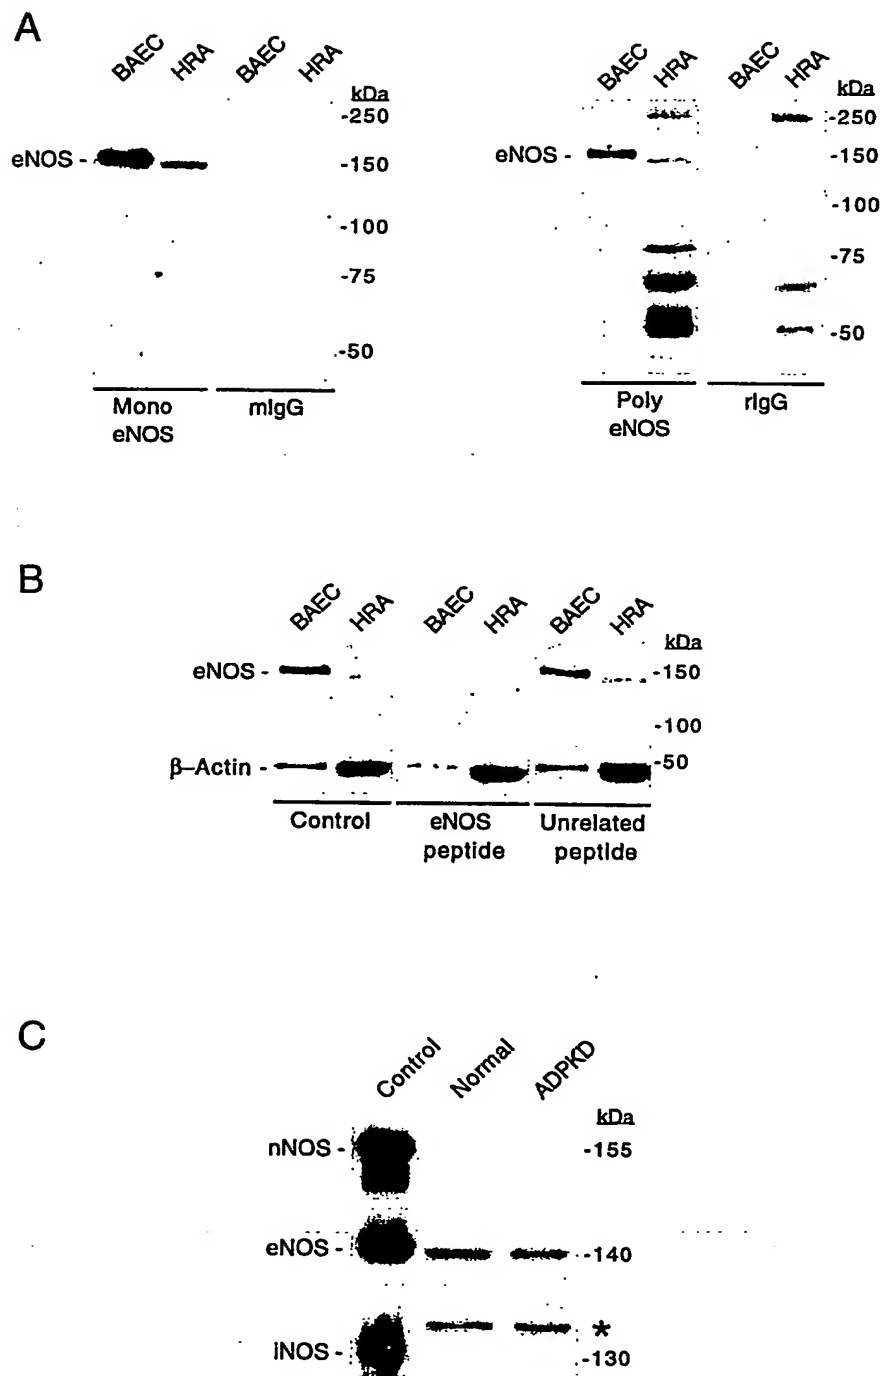 A
BAEC HRA BAEC HRA
kDa
-250
eNOS - -150
-100
-75
-50
Mono eNOS
mIgG
BAEC HRA BAEC HRA
kDa
-250
eNOS - -150
-100
-75
-50
Poly eNOS
rIgG
B
BAEC HRA BAEC HRA BAEC HRA
kDa
eNOS - -150
-100
-50
β–Actin -
Control
eNOS peptide
Unrelated peptide
C
Control Normal ADPKD
kDa
nNOS - -155
eNOS - -140
*
iNOS - -130